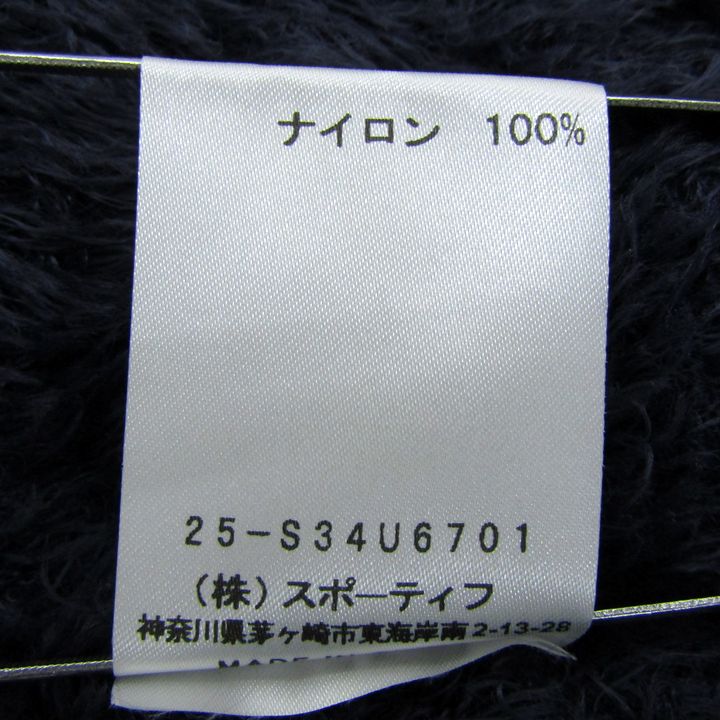 ナイロン 100%
25-S34U6701
(株)スポーティフ
神奈川県茅ヶ崎市東海岸南2-13-28
MADE